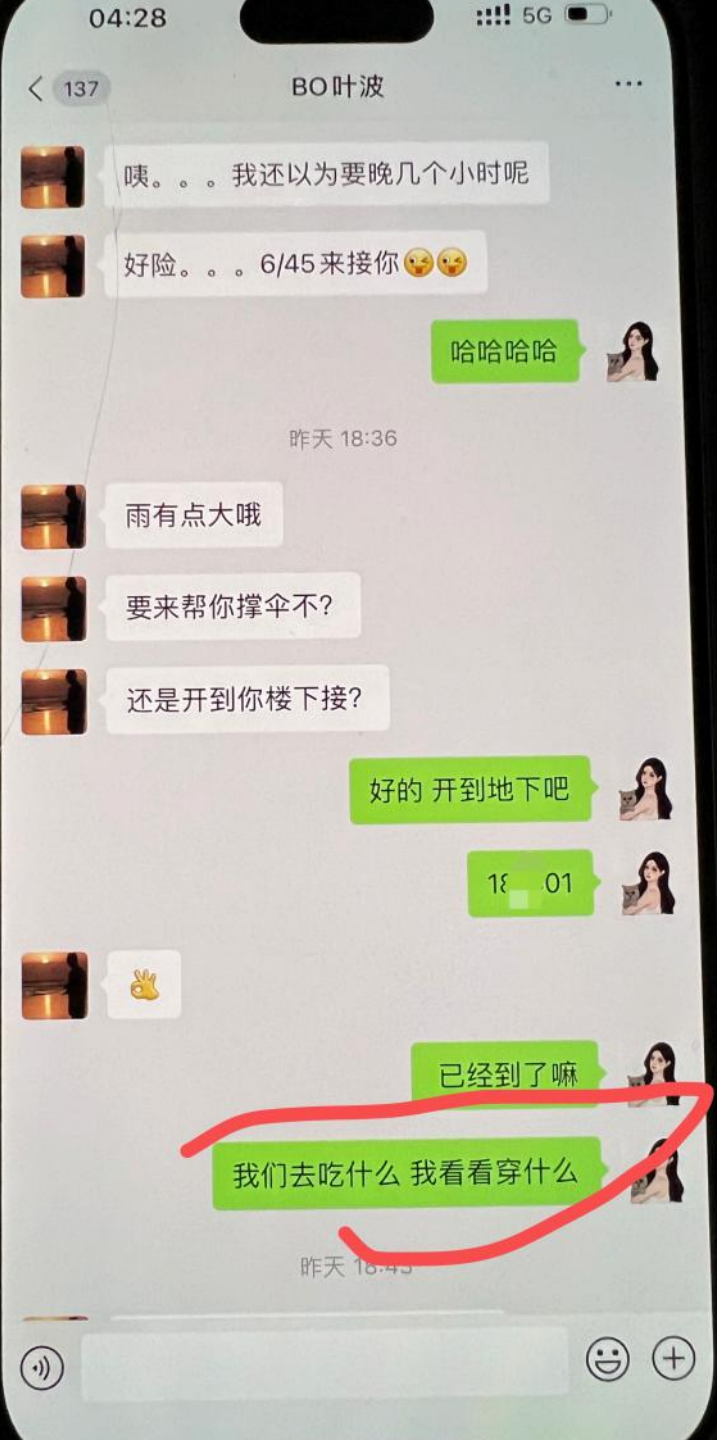 04:28
5G
137
BO叶波
...
咦。。。我还以为要晚几个小时呢
好险。。。6/45来接你😜😜
哈哈哈哈
昨天 18:36
雨有点大哦
要来帮你撑伞不?
还是开到你楼下接?
好的 开到地下吧
18 01
👌
已经到了嘛
我们去吃什么 我看看穿什么
昨天